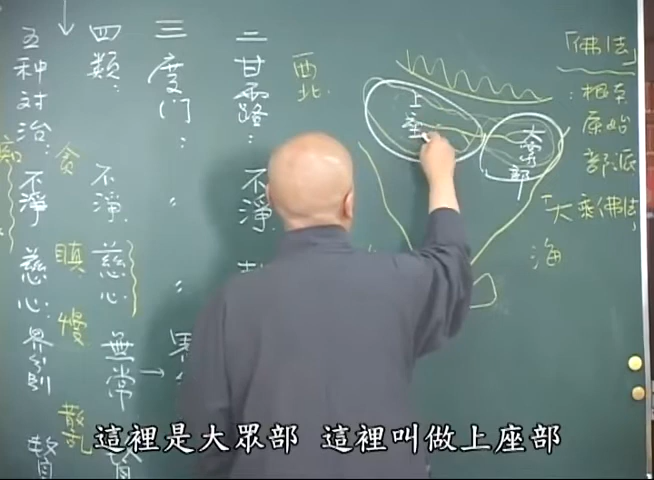 「佛法」
：根本
原始
部派
「大乘佛法」
海
大眾部
上座
西北
二甘露：不淨
三度門：〃〃界
四類：不淨 慈心 無常→
貪
瞋
慢
散亂
五种对治：不淨 慈心 界分別
這裡是大眾部 這裡叫做上座部